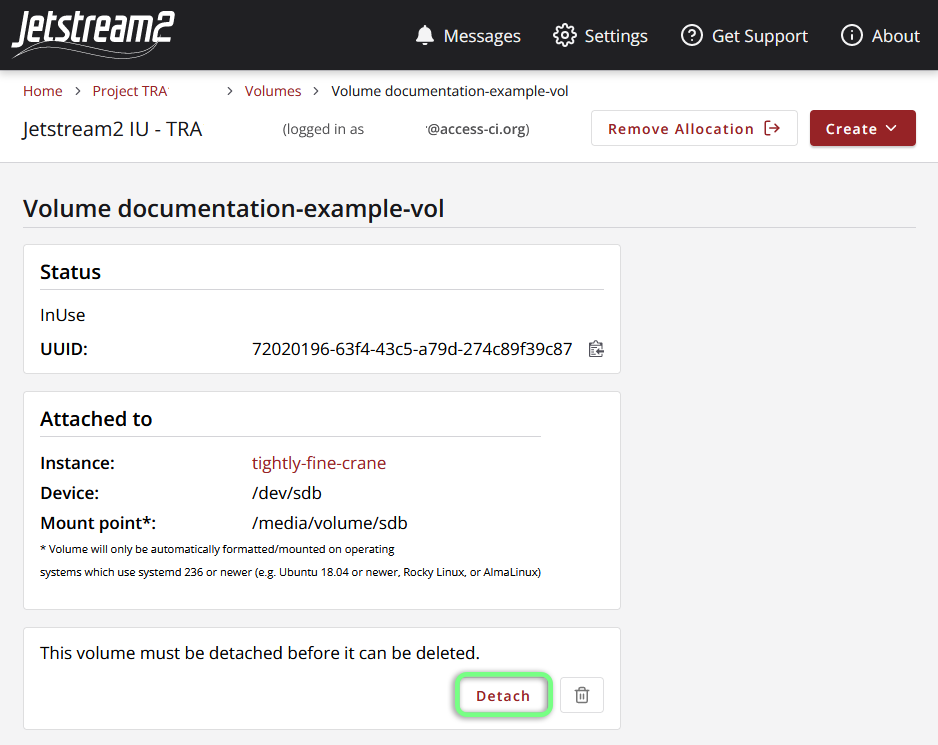 Jetstream2
Messages Settings Get Support About
Home > Project TRA > Volumes > Volume documentation-example-vol
Jetstream2 IU - TRA (logged in as @access-ci.org) Remove Allocation Create
Volume documentation-example-vol
Status
InUse
UUID: 72020196-63f4-43c5-a79d-274c89f39c87
Attached to
Instance: tightly-fine-crane
Device: /dev/sdb
Mount point*: /media/volume/sdb
* Volume will only be automatically formatted/mounted on operating
systems which use systemd 236 or newer (e.g. Ubuntu 18.04 or newer, Rocky Linux, or AlmaLinux)
This volume must be detached before it can be deleted.
Detach